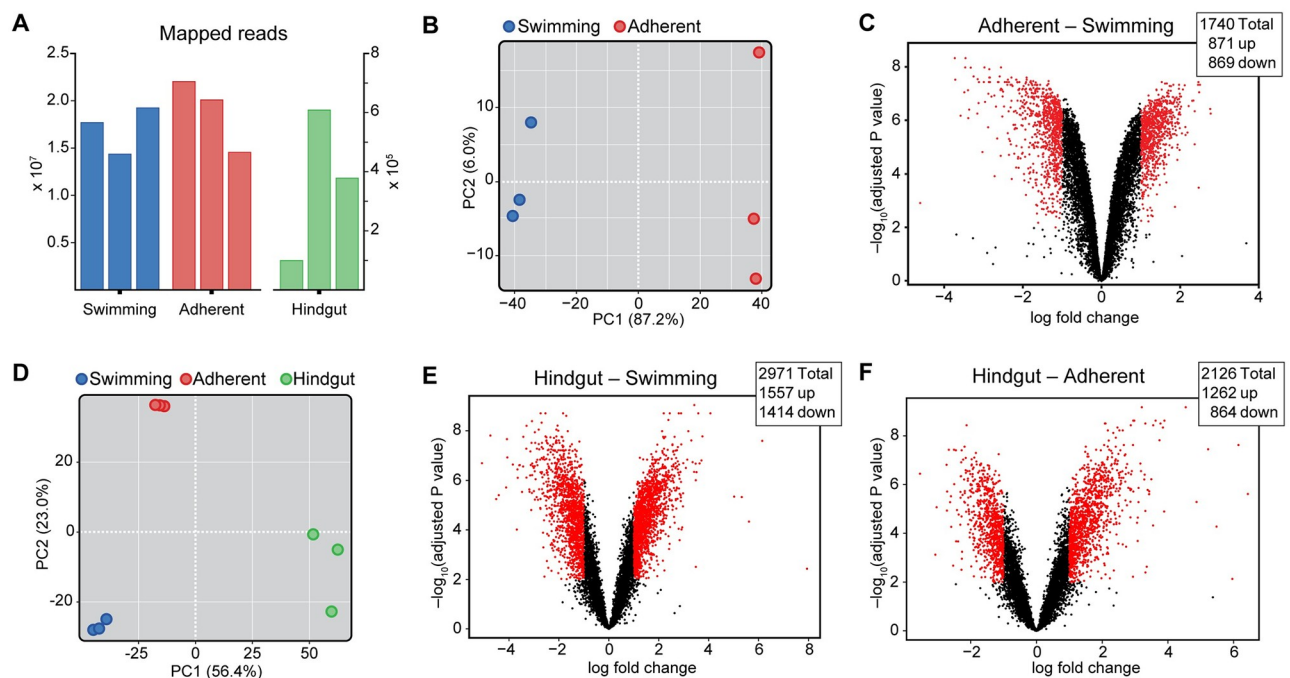 A
Mapped reads
2.5
2.0
1.5
1.0
0.5
x 10⁷
8
6
4
2
x 10⁵
Swimming Adherent Hindgut
B
Swimming Adherent
10
0
−10
PC2 (6.0%)
−40 −20 0 20 40
PC1 (87.2%)
C
Adherent – Swimming
1740 Total
871 up
869 down
8
6
4
2
0
–log₁₀(adjusted P value)
−4 −2 0 2 4
log fold change
D
Swimming Adherent Hindgut
20
0
-20
PC2 (23.0%)
-25 0 25 50
PC1 (56.4%)
E
Hindgut – Swimming
2971 Total
1557 up
1414 down
8
6
4
2
0
–log₁₀(adjusted P value)
−4 −2 0 2 4 6 8
log fold change
F
Hindgut – Adherent
2126 Total
1262 up
864 down
8
6
4
2
0
–log₁₀(adjusted P value)
−2 0 2 4 6
log fold change